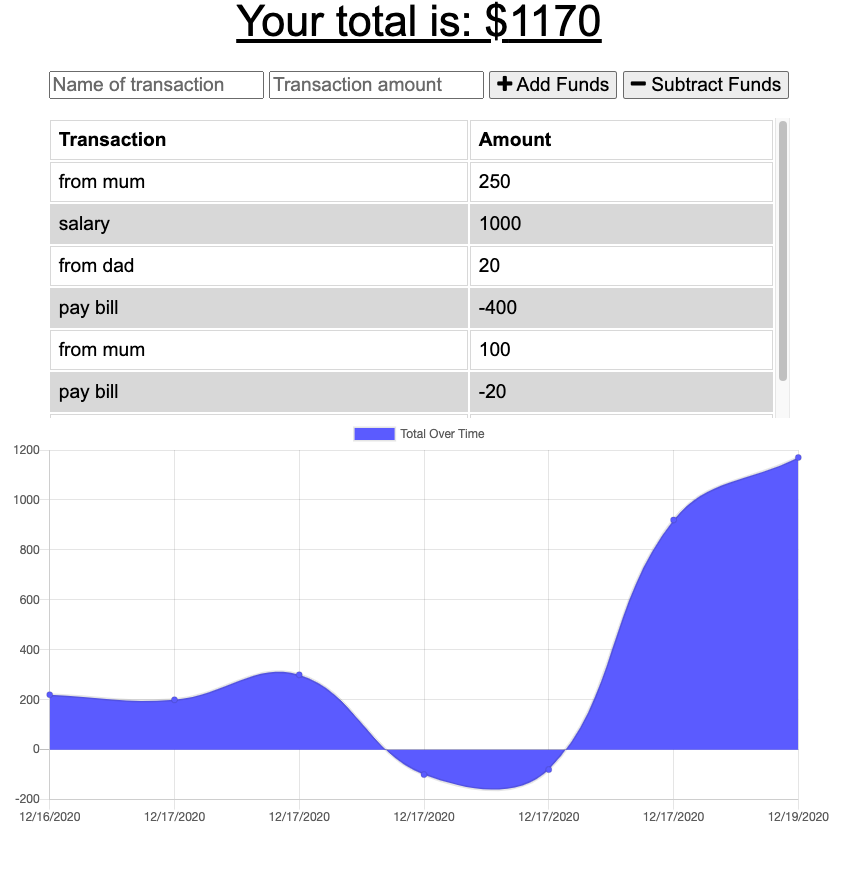 Your total is: $1170
Name of transaction Transaction amount Add Funds Subtract Funds
Transaction Amount
from mum 250
salary 1000
from dad 20
pay bill -400
from mum 100
pay bill -20
Total Over Time
1200
1000
800
600
400
200
0
-200
12/16/2020 12/17/2020 12/17/2020 12/17/2020 12/17/2020 12/17/2020 12/19/2020